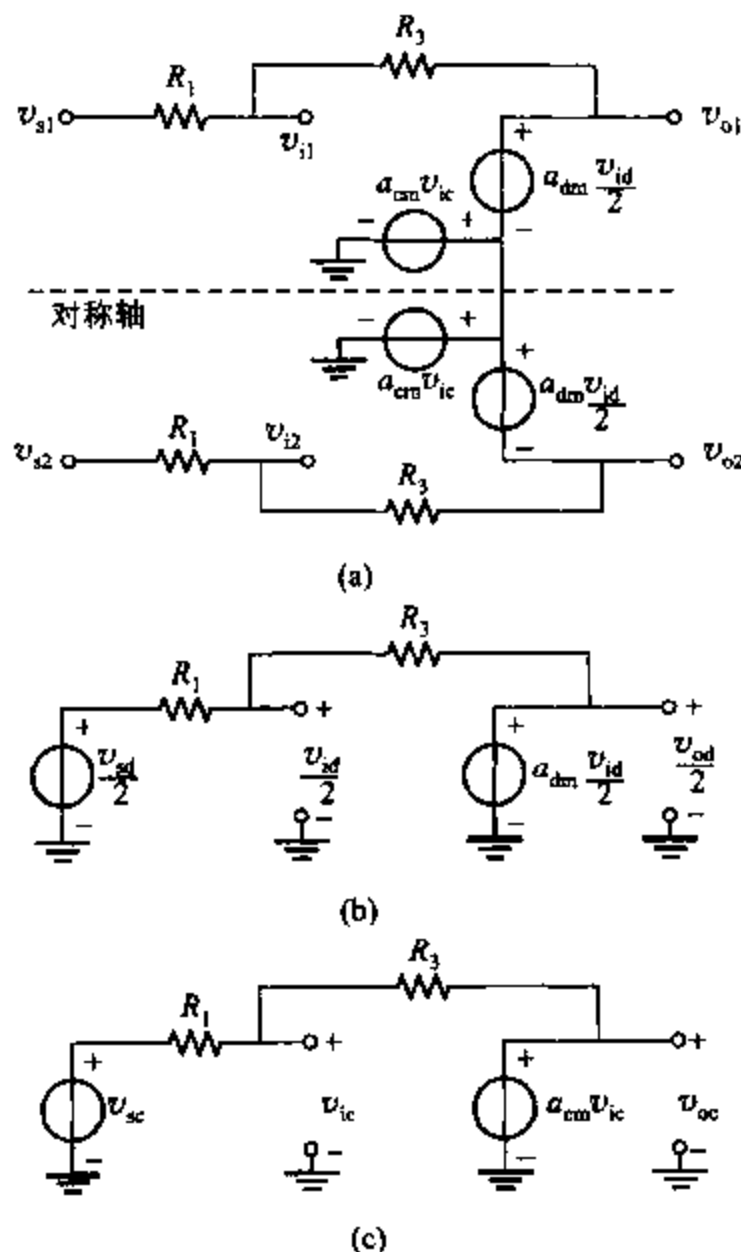 R3
R1
vs1
vi1
vo1
+
adm vid/2
acm vic
−
+
−
对称轴
−
+
+
acm vic
adm vid/2
R1
vs2
vi2
−
vo2
R3
(a)
R3
R1
+
+
+
+
vsd/2
vid/2
adm vid/2
vod/2
−
−
−
−
(b)
R3
R1
+
+
+
+
vsc
vic
acm vic
voc
−
−
−
−
(c)